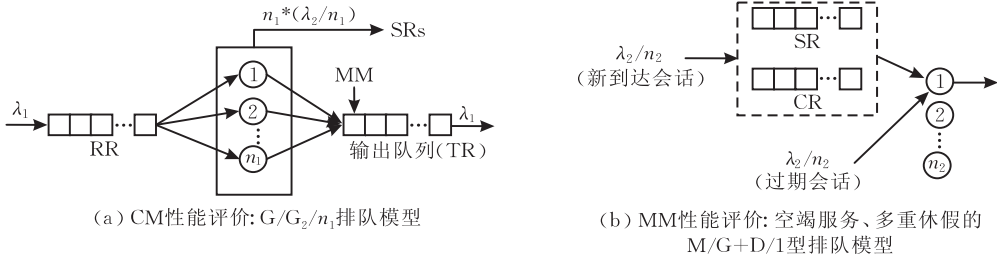 n₁*(λ₂/n₁)
SRs
MM
λ₁
RR
1
2
n₁
输出队列(TR)
λ₁
(a) CM性能评价: G/G₂/n₁排队模型
λ₂/n₂
(新到达会话)
SR
CR
λ₂/n₂
(过期会话)
1
2
n₂
(b) MM性能评价: 空竭服务、多重休假的
M/G+D/1型排队模型